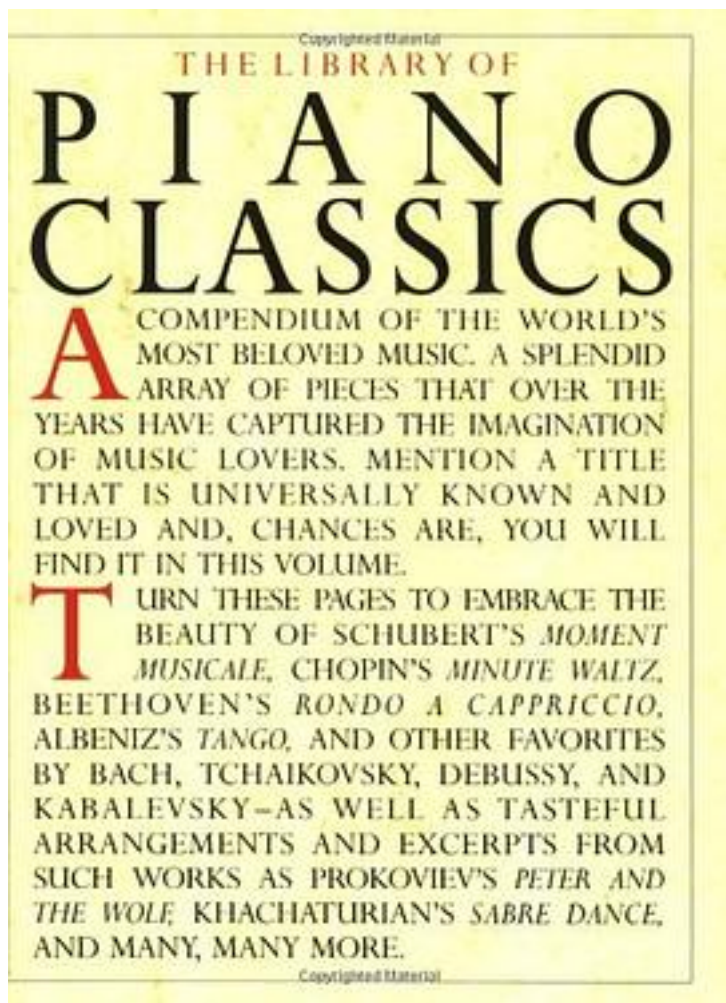 Copyrighted Material
THE LIBRARY OF
PIANO
CLASSICS
A COMPENDIUM OF THE WORLD'S
MOST BELOVED MUSIC. A SPLENDID
ARRAY OF PIECES THAT OVER THE
YEARS HAVE CAPTURED THE IMAGINATION
OF MUSIC LOVERS. MENTION A TITLE
THAT IS UNIVERSALLY KNOWN AND
LOVED AND, CHANCES ARE, YOU WILL
FIND IT IN THIS VOLUME.
TURN THESE PAGES TO EMBRACE THE
BEAUTY OF SCHUBERT'S MOMENT
MUSICALE, CHOPIN'S MINUTE WALTZ,
BEETHOVEN'S RONDO A CAPPRICCIO,
ALBENIZ'S TANGO, AND OTHER FAVORITES
BY BACH, TCHAIKOVSKY, DEBUSSY, AND
KABALEVSKY–AS WELL AS TASTEFUL
ARRANGEMENTS AND EXCERPTS FROM
SUCH WORKS AS PROKOVIEV'S PETER AND
THE WOLF, KHACHATURIAN'S SABRE DANCE,
AND MANY, MANY MORE.
Copyrighted Material